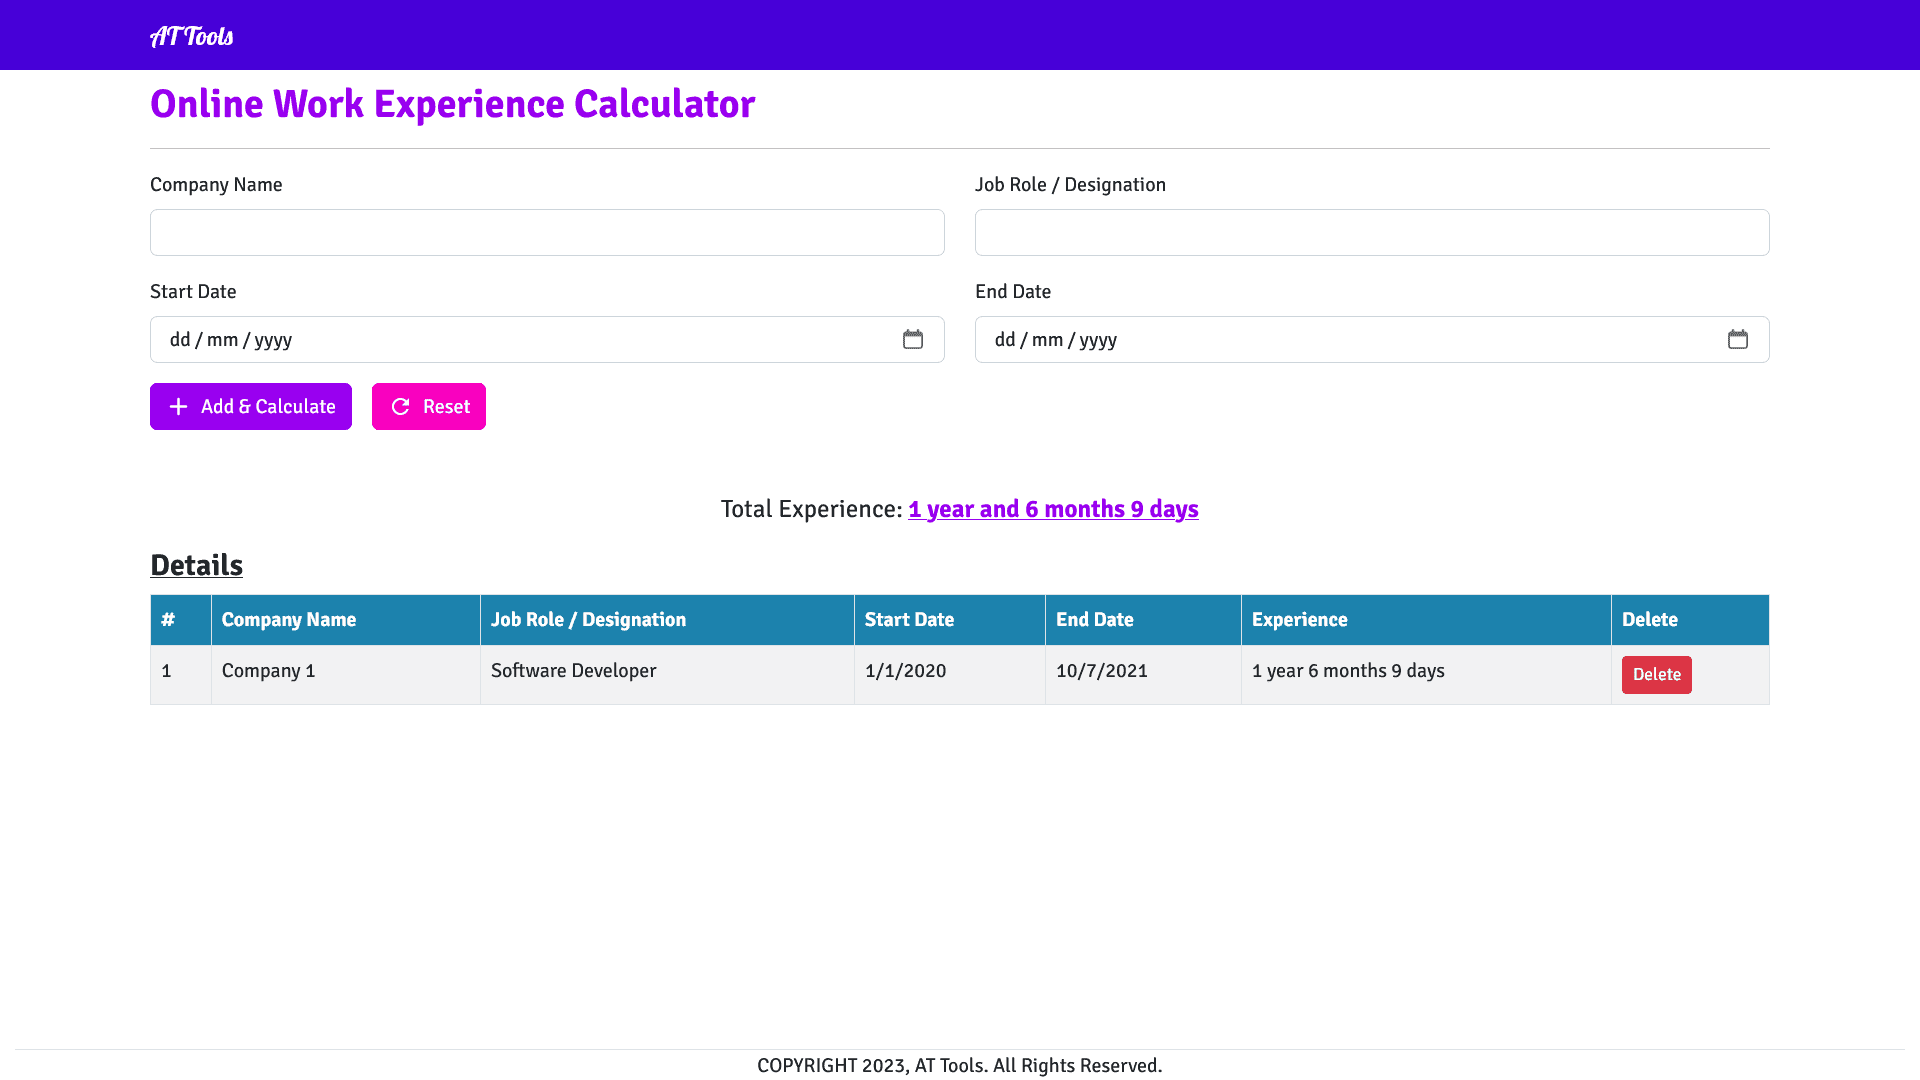 AT Tools
Online Work Experience Calculator
Company Name
Job Role / Designation
Start Date
End Date
dd / mm / yyyy
dd / mm / yyyy
Add & Calculate
Reset
Total Experience: 1 year and 6 months 9 days
Details
# Company Name Job Role / Designation Start Date End Date Experience Delete
1 Company 1 Software Developer 1/1/2020 10/7/2021 1 year 6 months 9 days Delete
COPYRIGHT 2023, AT Tools. All Rights Reserved.